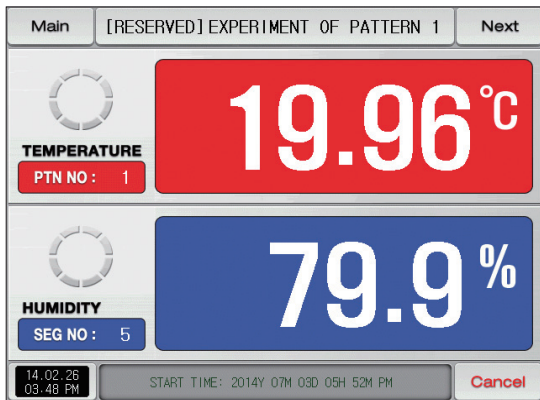 Main [RESERVED] EXPERIMENT OF PATTERN 1 Next
19.96 °C
TEMPERATURE
PTN NO : 1
79.9 %
HUMIDITY
SEG NO : 5
14.02.26
03.48 PM
START TIME: 2014Y 07M 03D 05H 52M PM
Cancel